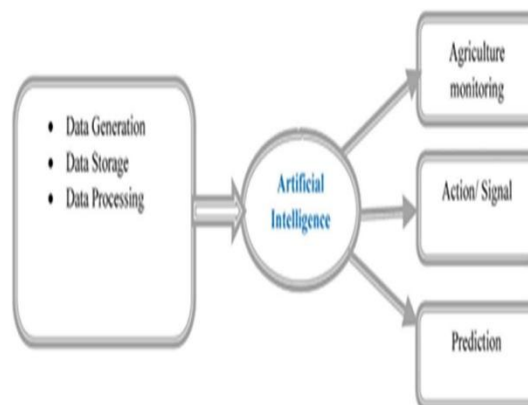 • Data Generation
• Data Storage
• Data Processing
Artificial
Intelligence
Agriculture
monitoring
Action/ Signal
Prediction